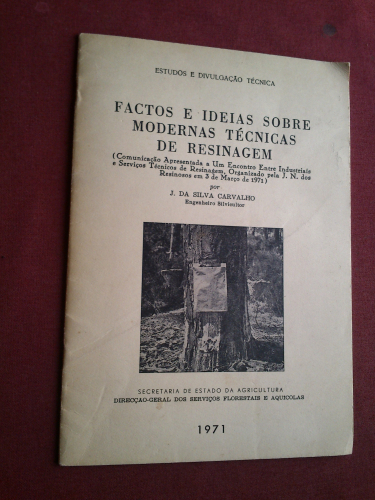 ESTUDOS E DIVULGAÇÃO TÉCNICA
FACTOS E IDEIAS SOBRE
MODERNAS TÉCNICAS
DE RESINAGEM
(Comunicação Apresentada a Um Encontro Entre Industriais
e Serviços Técnicos de Resinagem, Organizado pela J. N. dos
Resinosos em 3 de Março de 1971)
por
J. DA SILVA CARVALHO
Engenheiro Silvicultor
SECRETARIA DE ESTADO DA AGRICULTURA
DIRECÇAO-GERAL DOS SERVIÇOS FLORESTAIS E AQUICOLAS
1971